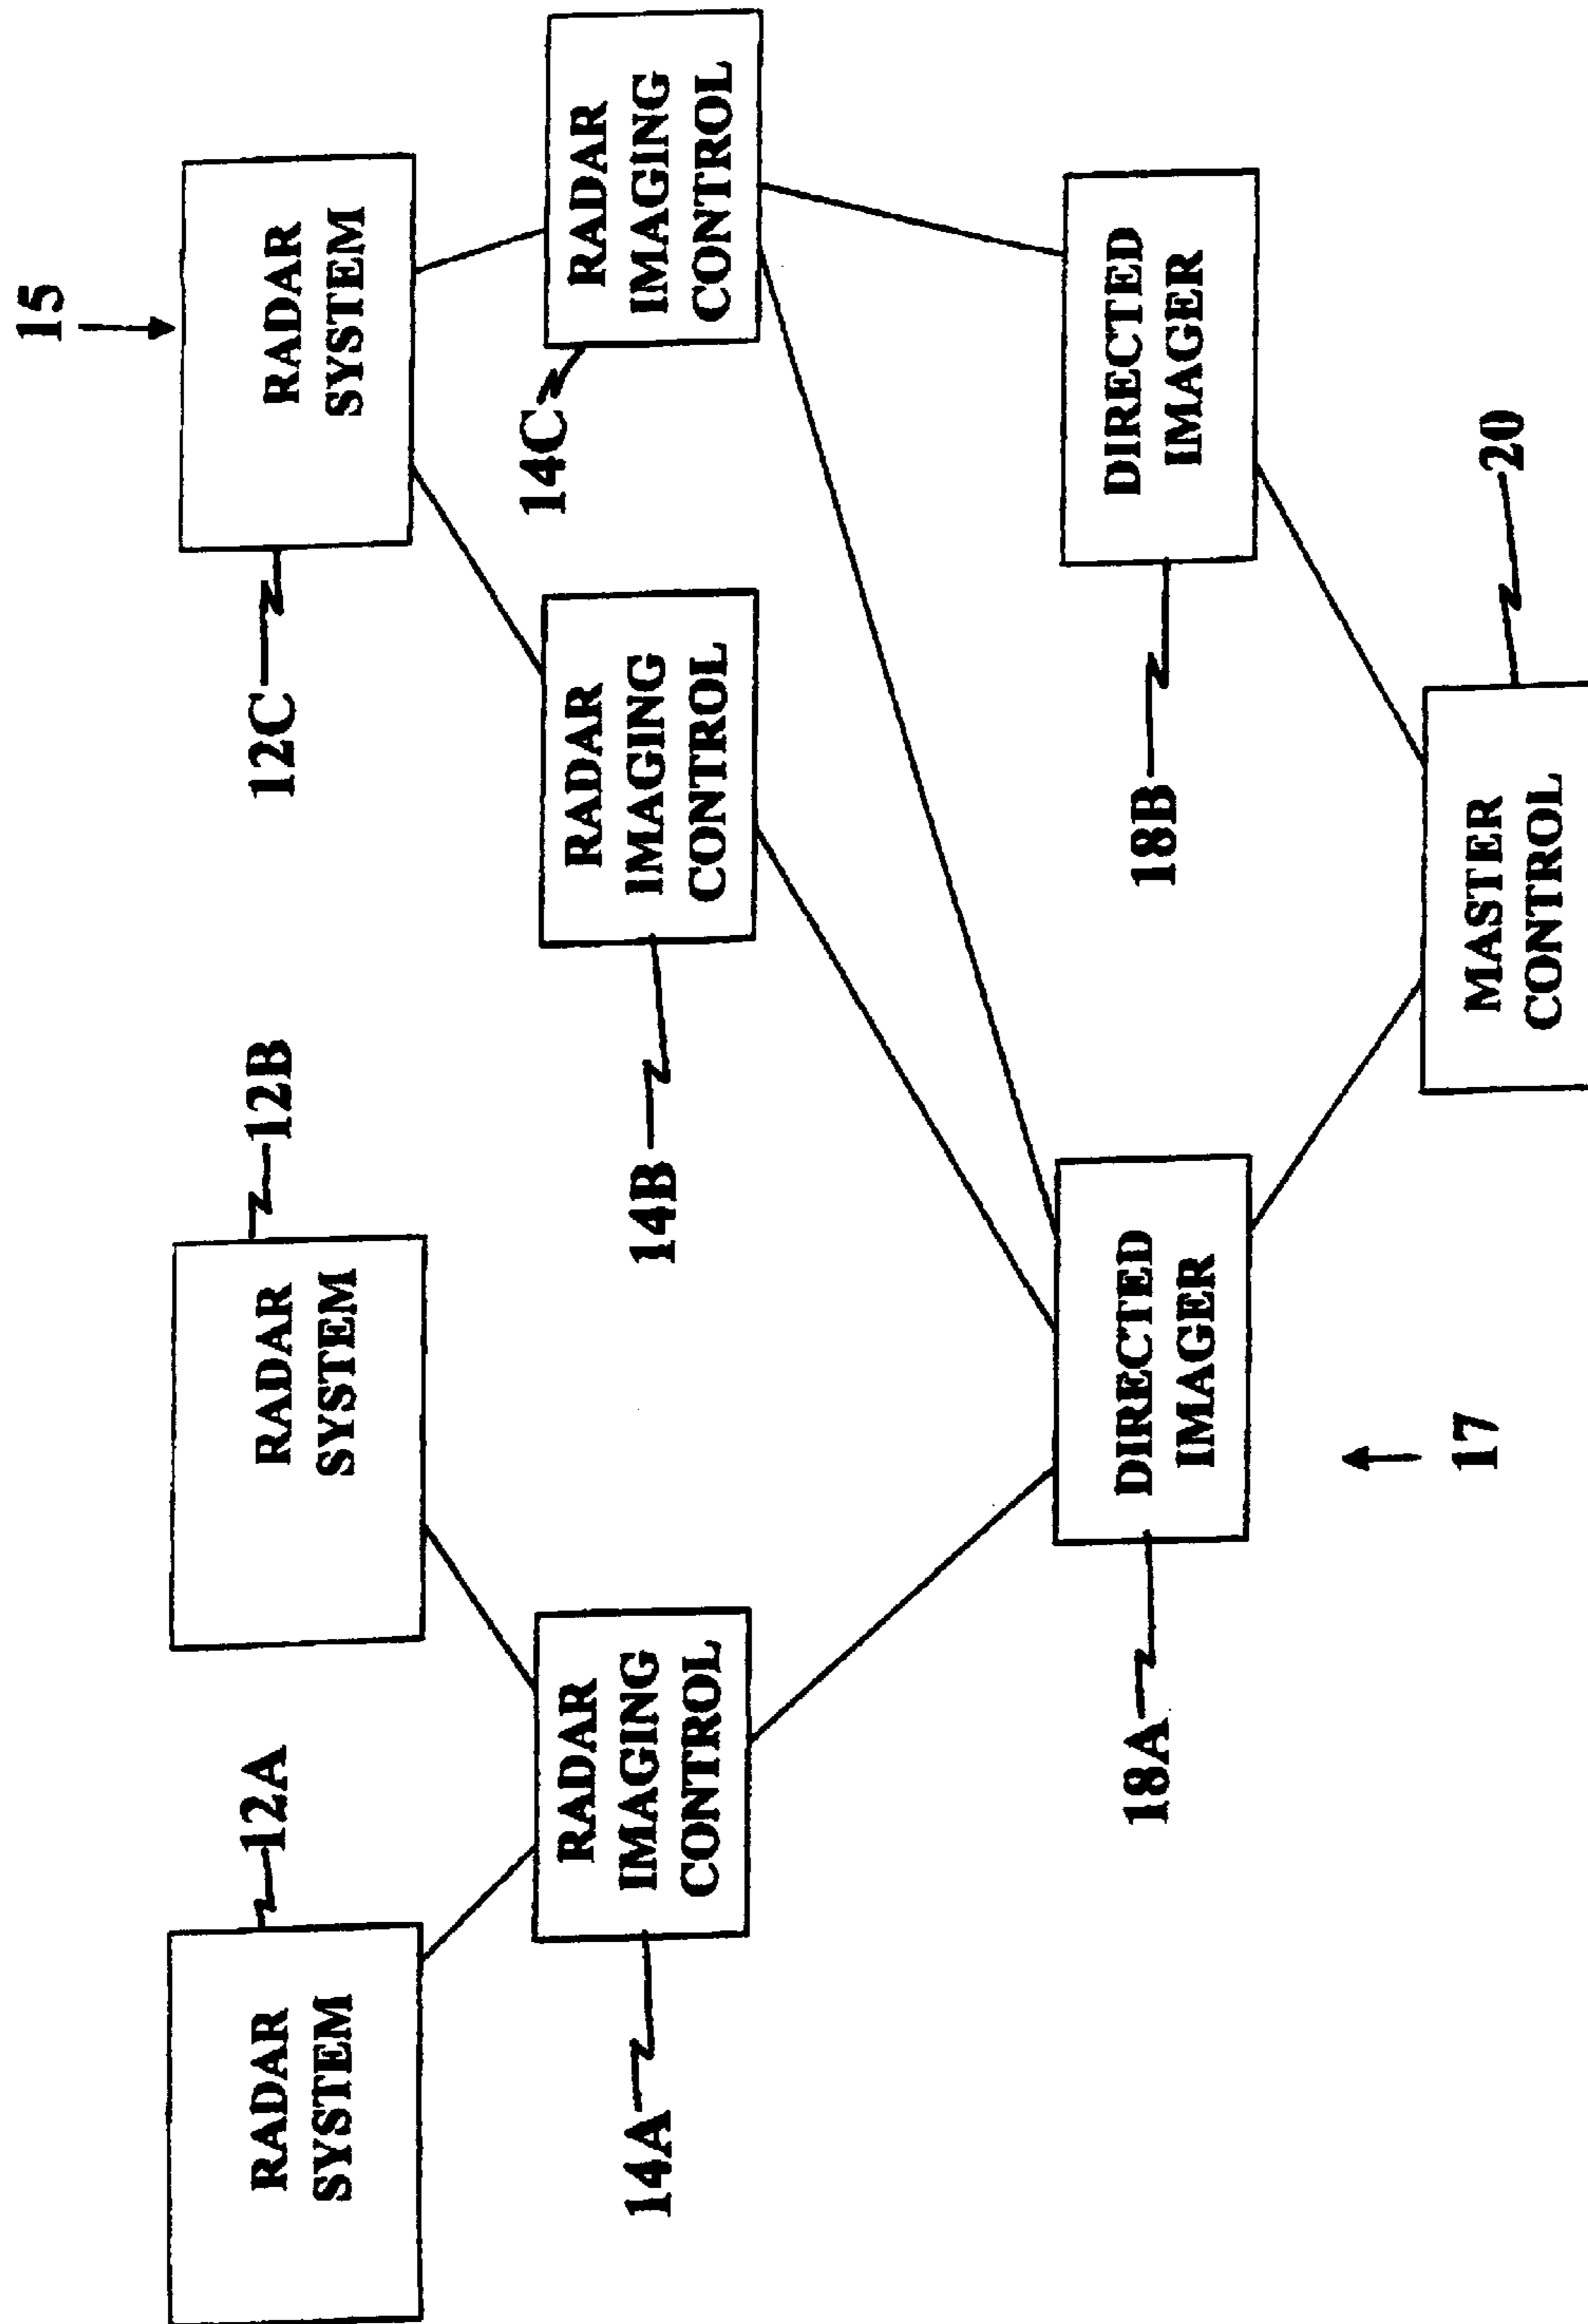 15
RADAR
SYSTEM
12A
RADAR
SYSTEM
12B
RADAR
SYSTEM
12C
RADAR
IMAGING
CONTROL
14A
RADAR
IMAGING
CONTROL
14B
RADAR
IMAGING
CONTROL
14C
DIRECTED
IMAGER
18A
DIRECTED
IMAGER
18B
17
MASTER
CONTROL
20